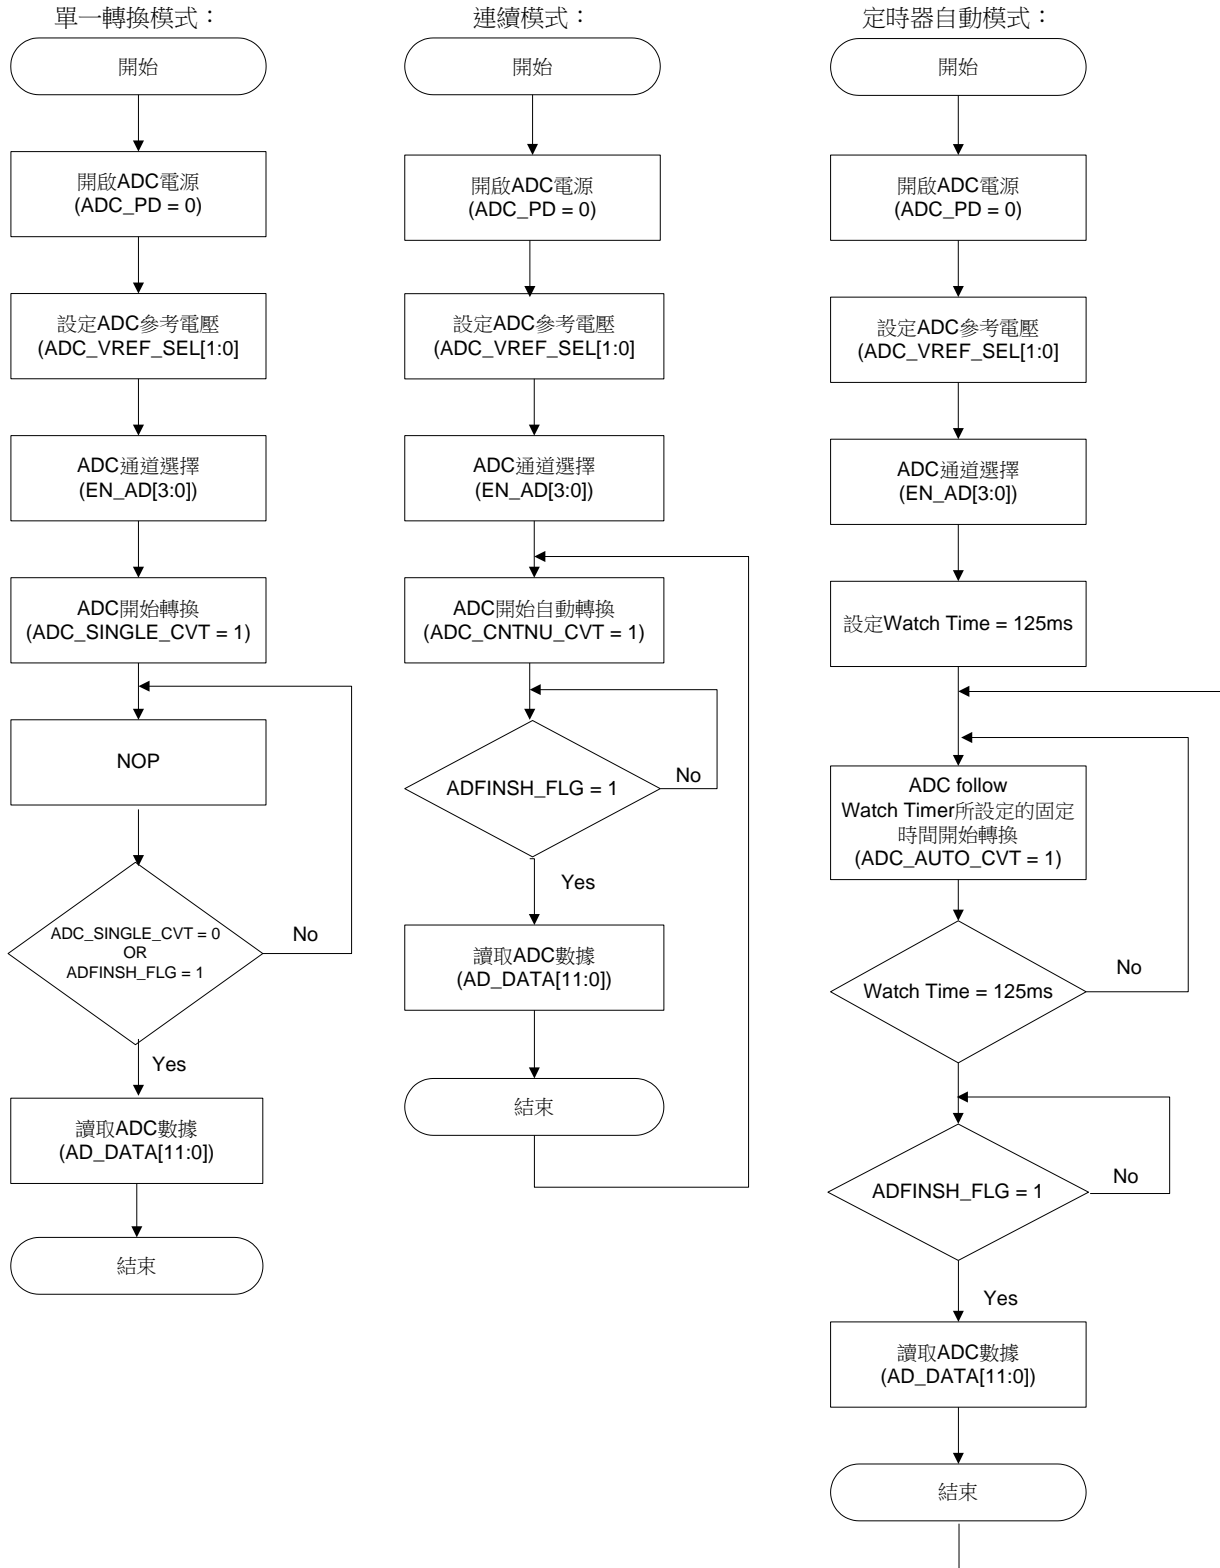 單一轉換模式：
開始
開啟ADC電源
(ADC_PD = 0)
設定ADC參考電壓
(ADC_VREF_SEL[1:0]
ADC通道選擇
(EN_AD[3:0])
ADC開始轉換
(ADC_SINGLE_CVT = 1)
NOP
ADC_SINGLE_CVT = 0
OR
ADFINSH_FLG = 1
No
Yes
讀取ADC數據
(AD_DATA[11:0])
結束
連續模式：
開始
開啟ADC電源
(ADC_PD = 0)
設定ADC參考電壓
(ADC_VREF_SEL[1:0]
ADC通道選擇
(EN_AD[3:0])
ADC開始自動轉換
(ADC_CNTNU_CVT = 1)
ADFINSH_FLG = 1
No
Yes
讀取ADC數據
(AD_DATA[11:0])
結束
定時器自動模式：
開始
開啟ADC電源
(ADC_PD = 0)
設定ADC參考電壓
(ADC_VREF_SEL[1:0]
ADC通道選擇
(EN_AD[3:0])
設定Watch Time = 125ms
ADC follow
Watch Timer所設定的固定
時間開始轉換
(ADC_AUTO_CVT = 1)
Watch Time = 125ms
No
ADFINSH_FLG = 1
No
Yes
讀取ADC數據
(AD_DATA[11:0])
結束